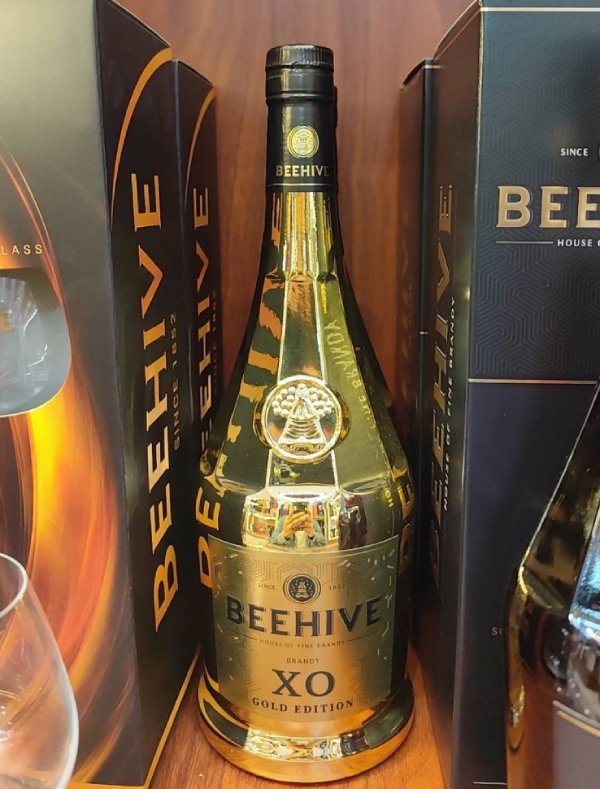 LASS
BEEHIVE
SINCE 1852
BEEHIVE
BEEHIVE
SINCE 1852
BEEHIVE
HOUSE OF FINE BRANDY
BRANDY
XO
GOLD EDITION
BEEHIVE
HOUSE OF FINE BRANDY
SINCE
BEE
HOUSE